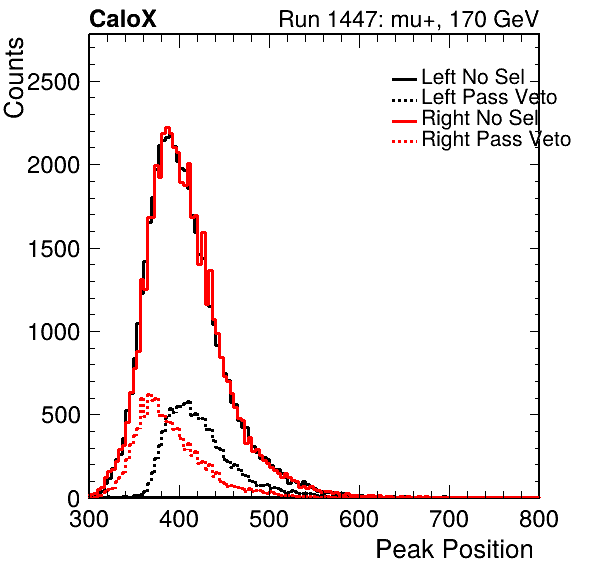 CaloX Run 1447: mu+, 170 GeV
Counts
2500
2000
1500
1000
500
0
Left No Sel
Left Pass Veto
Right No Sel
Right Pass Veto
300 400 500 600 700 800
Peak Position